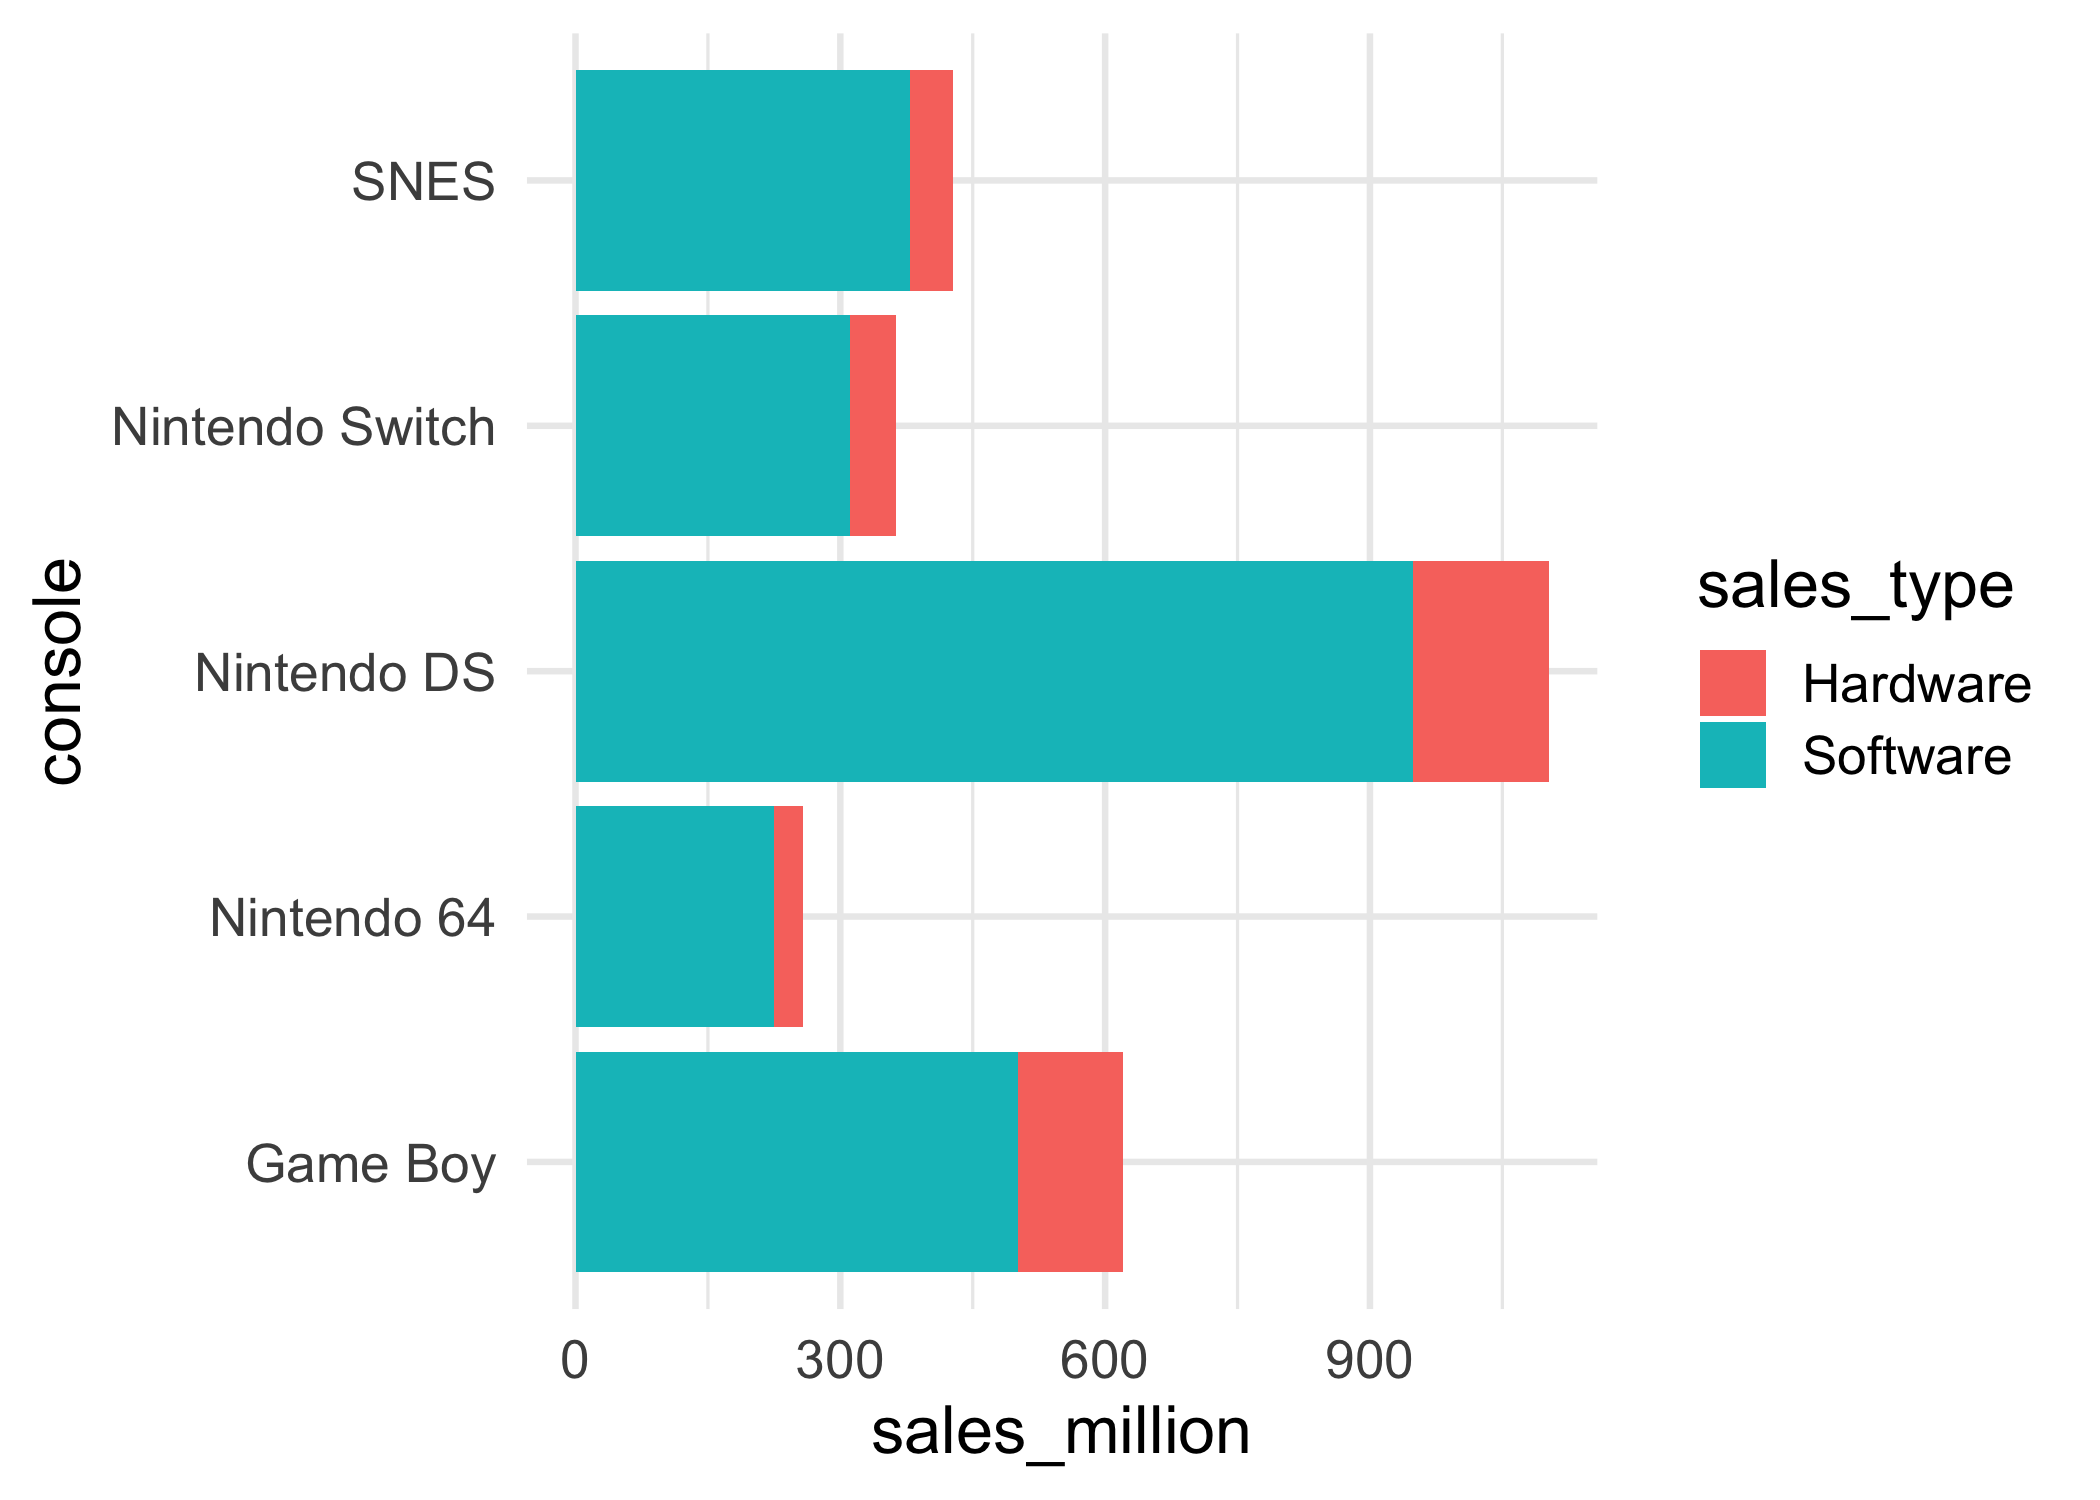 SNES
Nintendo Switch
Nintendo DS
Nintendo 64
Game Boy
console
0 300 600 900
sales_million
sales_type
Hardware
Software